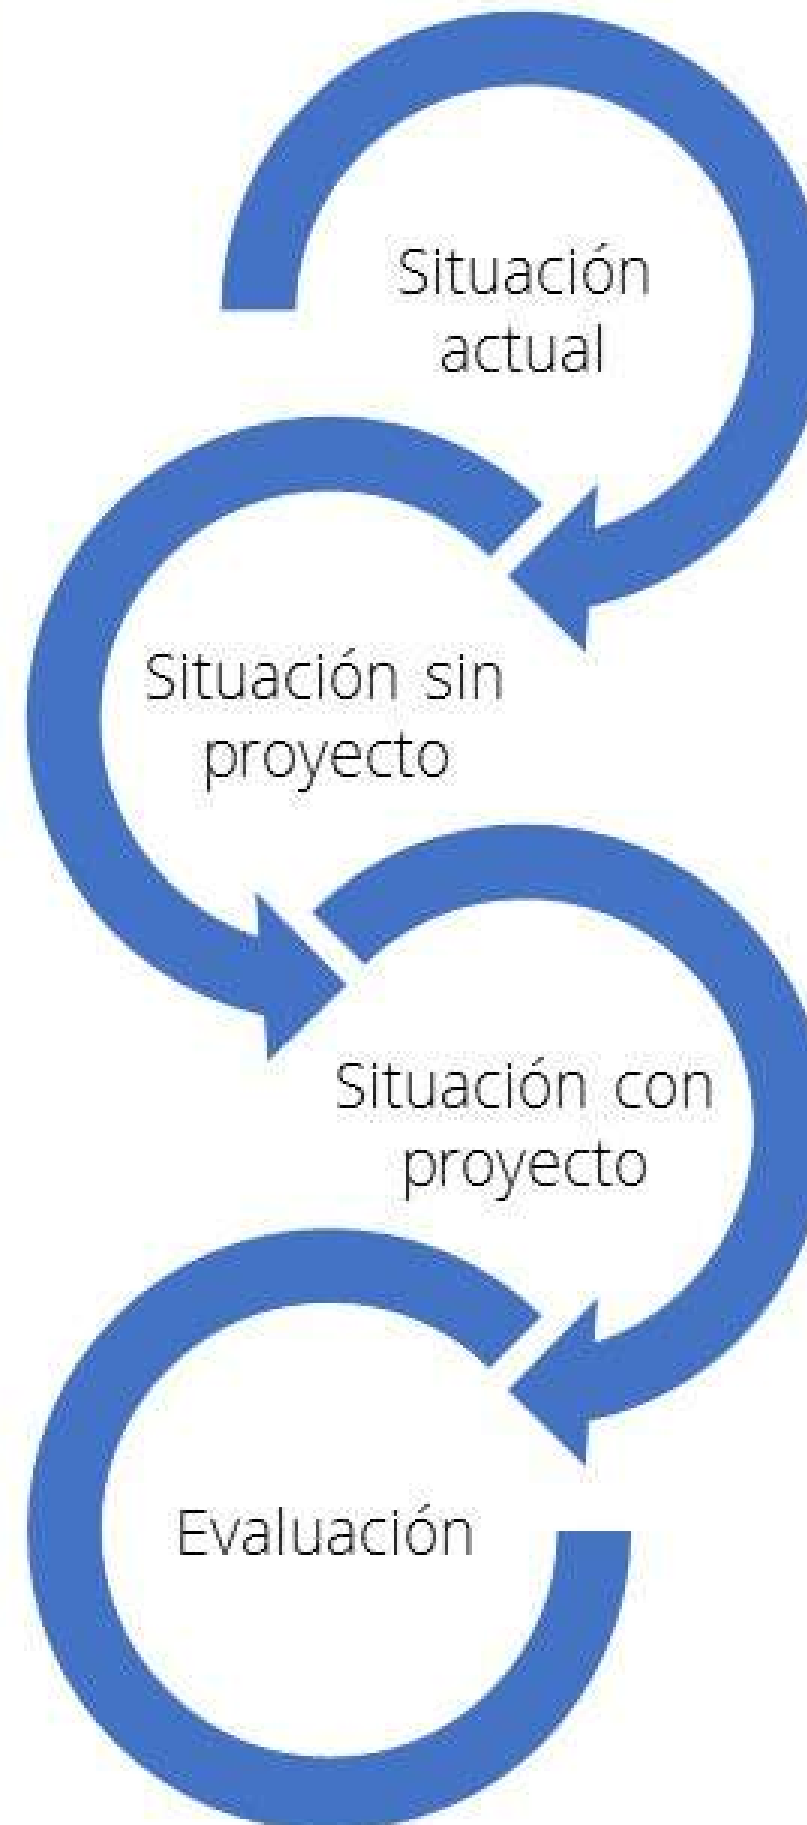 Situación
actual
Situación sin
proyecto
Situación con
proyecto
Evaluación